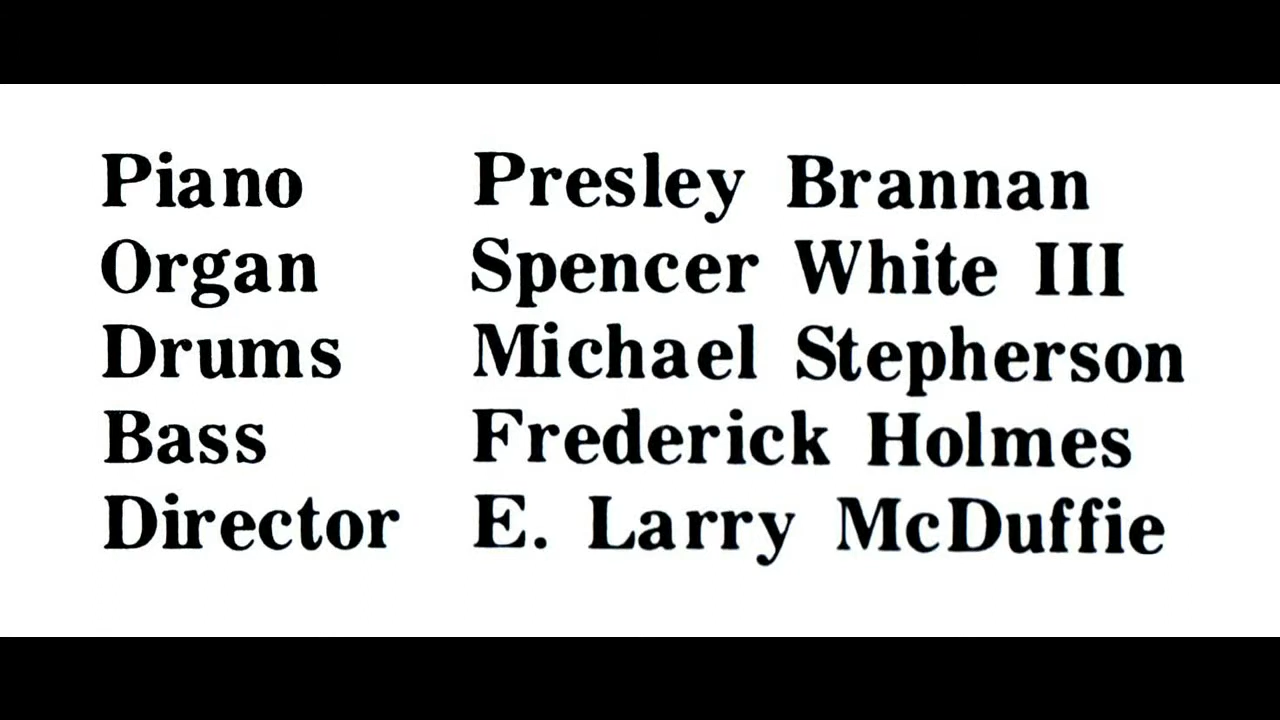 Piano Presley Brannan
Organ Spencer White III
Drums Michael Stepherson
Bass Frederick Holmes
Director E. Larry McDuffie